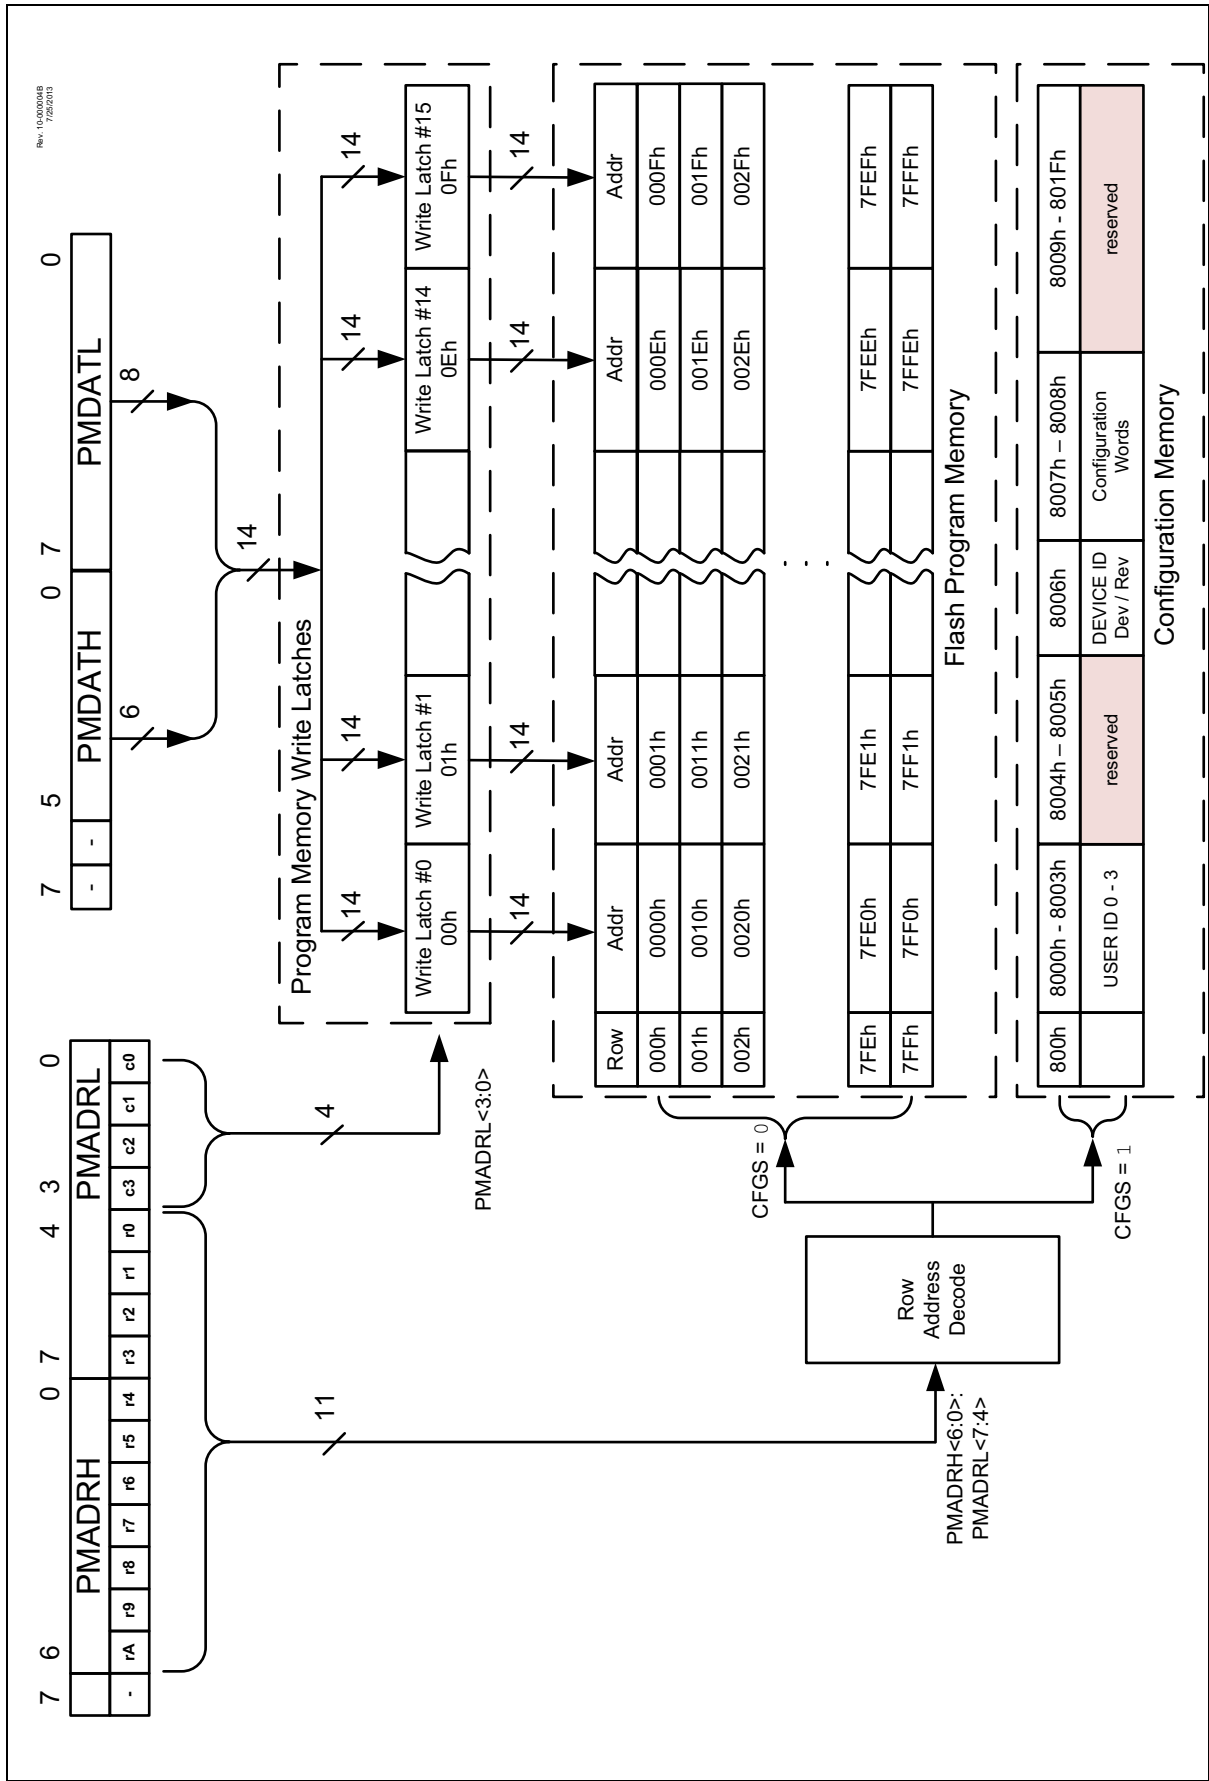 Rev. 10-000004B
7/25/2013
7 6 0 7 4 3 0
PMADRH PMADRL
- rA r9 r8 r7 r6 r5 r4 r3 r2 r1 r0 c3 c2 c1 c0
7 5 0 7 0
- - PMDATH PMDATL
6 8
14
11
4
Program Memory Write Latches
14 14 14 14
Write Latch #0
00h
Write Latch #1
01h
Write Latch #14
0Eh
Write Latch #15
0Fh
PMADRL<3:0>
14 14 14 14
Row Addr Addr Addr Addr
000h 0000h 0001h 000Eh 000Fh
001h 0010h 0011h 001Eh 001Fh
002h 0020h 0021h 002Eh 002Fh
7FEh 7FE0h 7FE1h 7FEEh 7FEFh
7FFh 7FF0h 7FF1h 7FFEh 7FFFh
Flash Program Memory
CFGS = 0
Row
Address
Decode
PMADRH<6:0>:
PMADRL<7:4>
CFGS = 1
800h 8000h - 8003h 8004h – 8005h 8006h 8007h – 8008h 8009h - 801Fh
USER ID 0 - 3
reserved
DEVICE ID
Dev / Rev
Configuration
Words
reserved
Configuration Memory